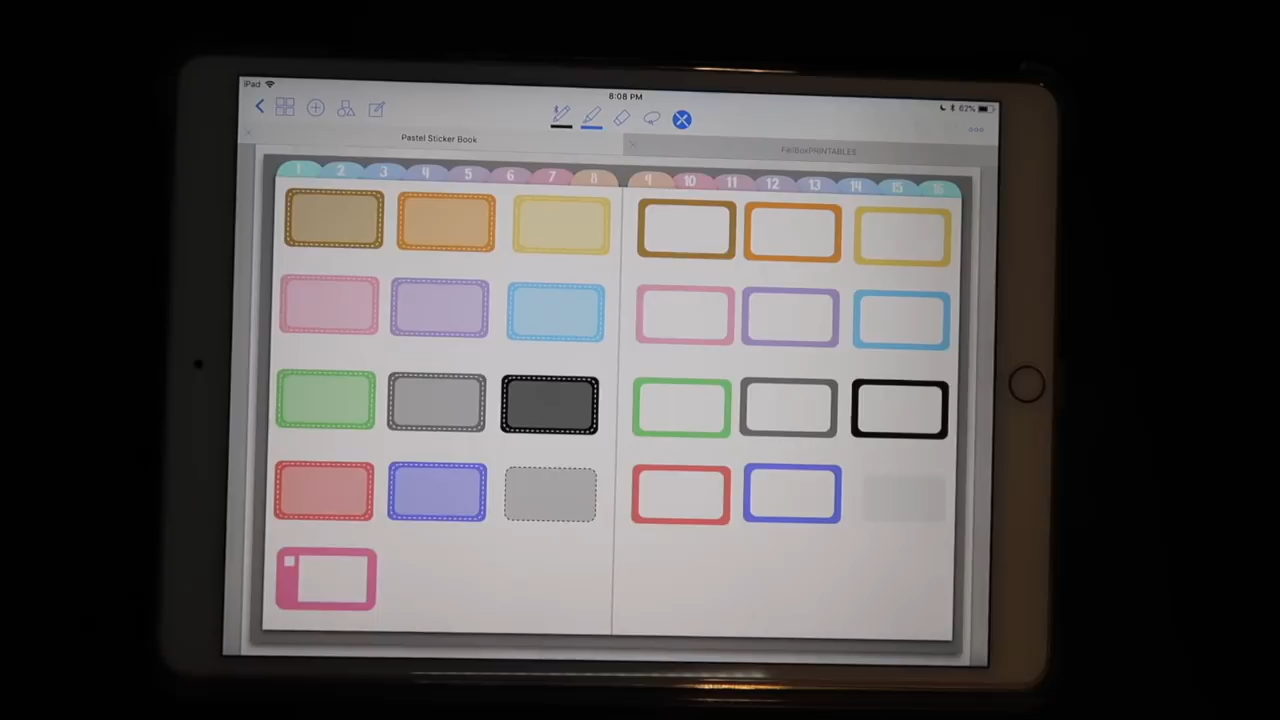 iPad
8:08 PM
62%
Pastel Sticker Book
FallBoxPRINTABLES
1 2 3 4 5 6 7 8 9 10 11 12 13 14 15 16